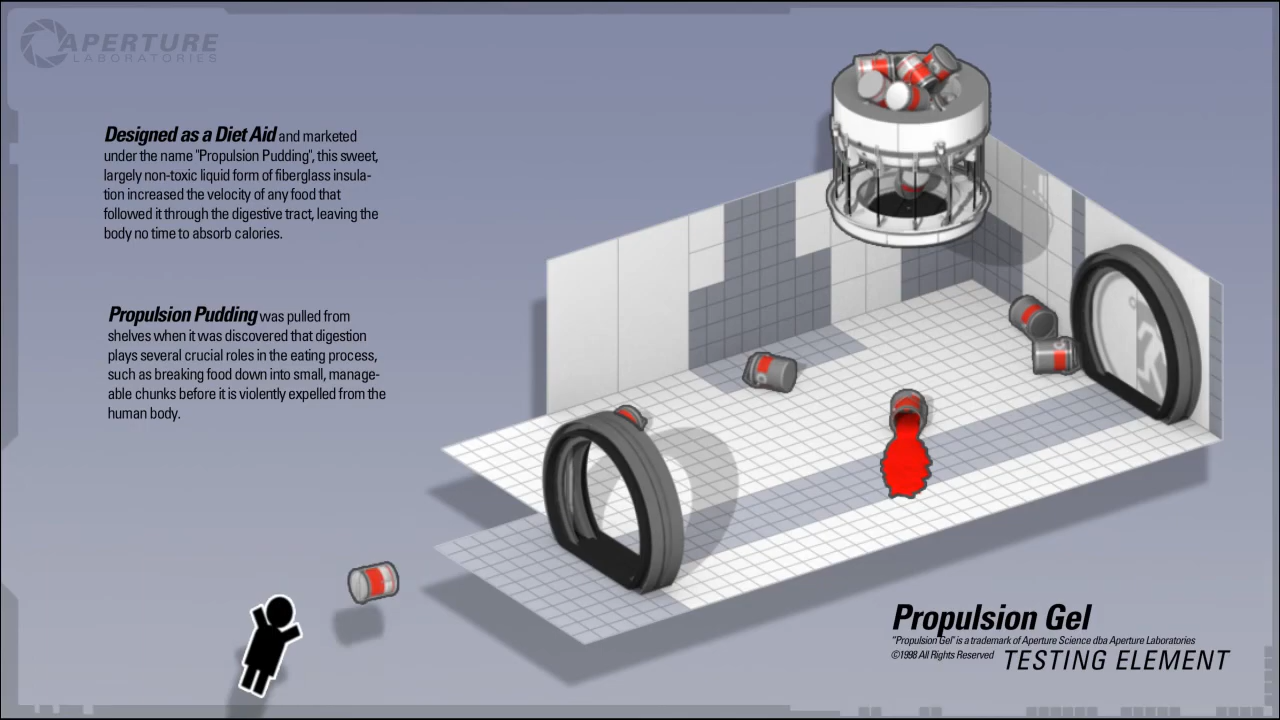 APERTURE
LABORATORIES
Designed as a Diet Aid and marketed
under the name "Propulsion Pudding", this sweet,
largely non-toxic liquid form of fiberglass insula-
tion increased the velocity of any food that
followed it through the digestive tract, leaving the
body no time to absorb calories.
Propulsion Pudding was pulled from
shelves when it was discovered that digestion
plays several crucial roles in the eating process,
such as breaking food down into small, manage-
able chunks before it is violently expelled from the
human body.
Propulsion Gel
"Propulsion Gel" is a trademark of Aperture Science dba Aperture Laboratories
©1998 All Rights Reserved TESTING ELEMENT